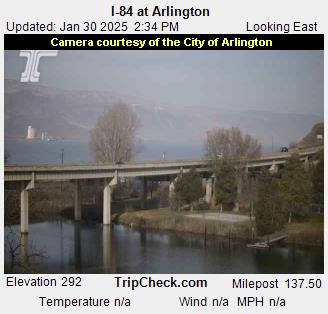 I-84 at Arlington
Updated: Jan 30 2025  2:34 PM    Looking East
Camera courtesy of the City of Arlington
Elevation 292    TripCheck.com    Milepost 137.50
Temperature n/a    Wind n/a  MPH n/a